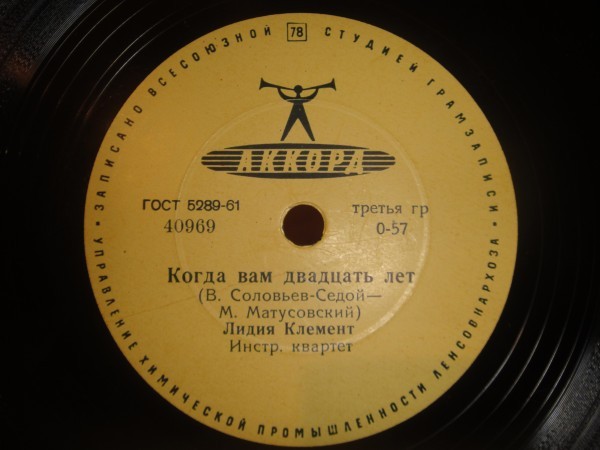 • ЗАПИСАНО ВСЕСОЮЗНОЙ 78 СТУДИЕЙ ГРАМЗАПИСИ •
АККОРД
ГОСТ 5289-61
третья гр
40969
0-57
Когда вам двадцать лет
(В. Соловьев-Седой—
М. Матусовский)
Лидия Клемент
Инстр. квартет
УПРАВЛЕНИЕ ХИМИЧЕСКОЙ ПРОМЫШЛЕННОСТИ ЛЕНСОВНАРХОЗА